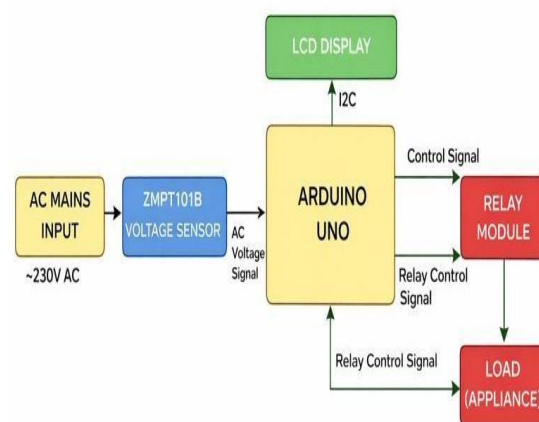 LCD DISPLAY
I2C
AC MAINS
INPUT
~230V AC
ZMPT101B
VOLTAGE SENSOR
AC
Voltage
Signal
ARDUINO
UNO
Control Signal
RELAY
MODULE
Relay Control
Signal
Relay Control Signal
LOAD
(APPLIANCE)